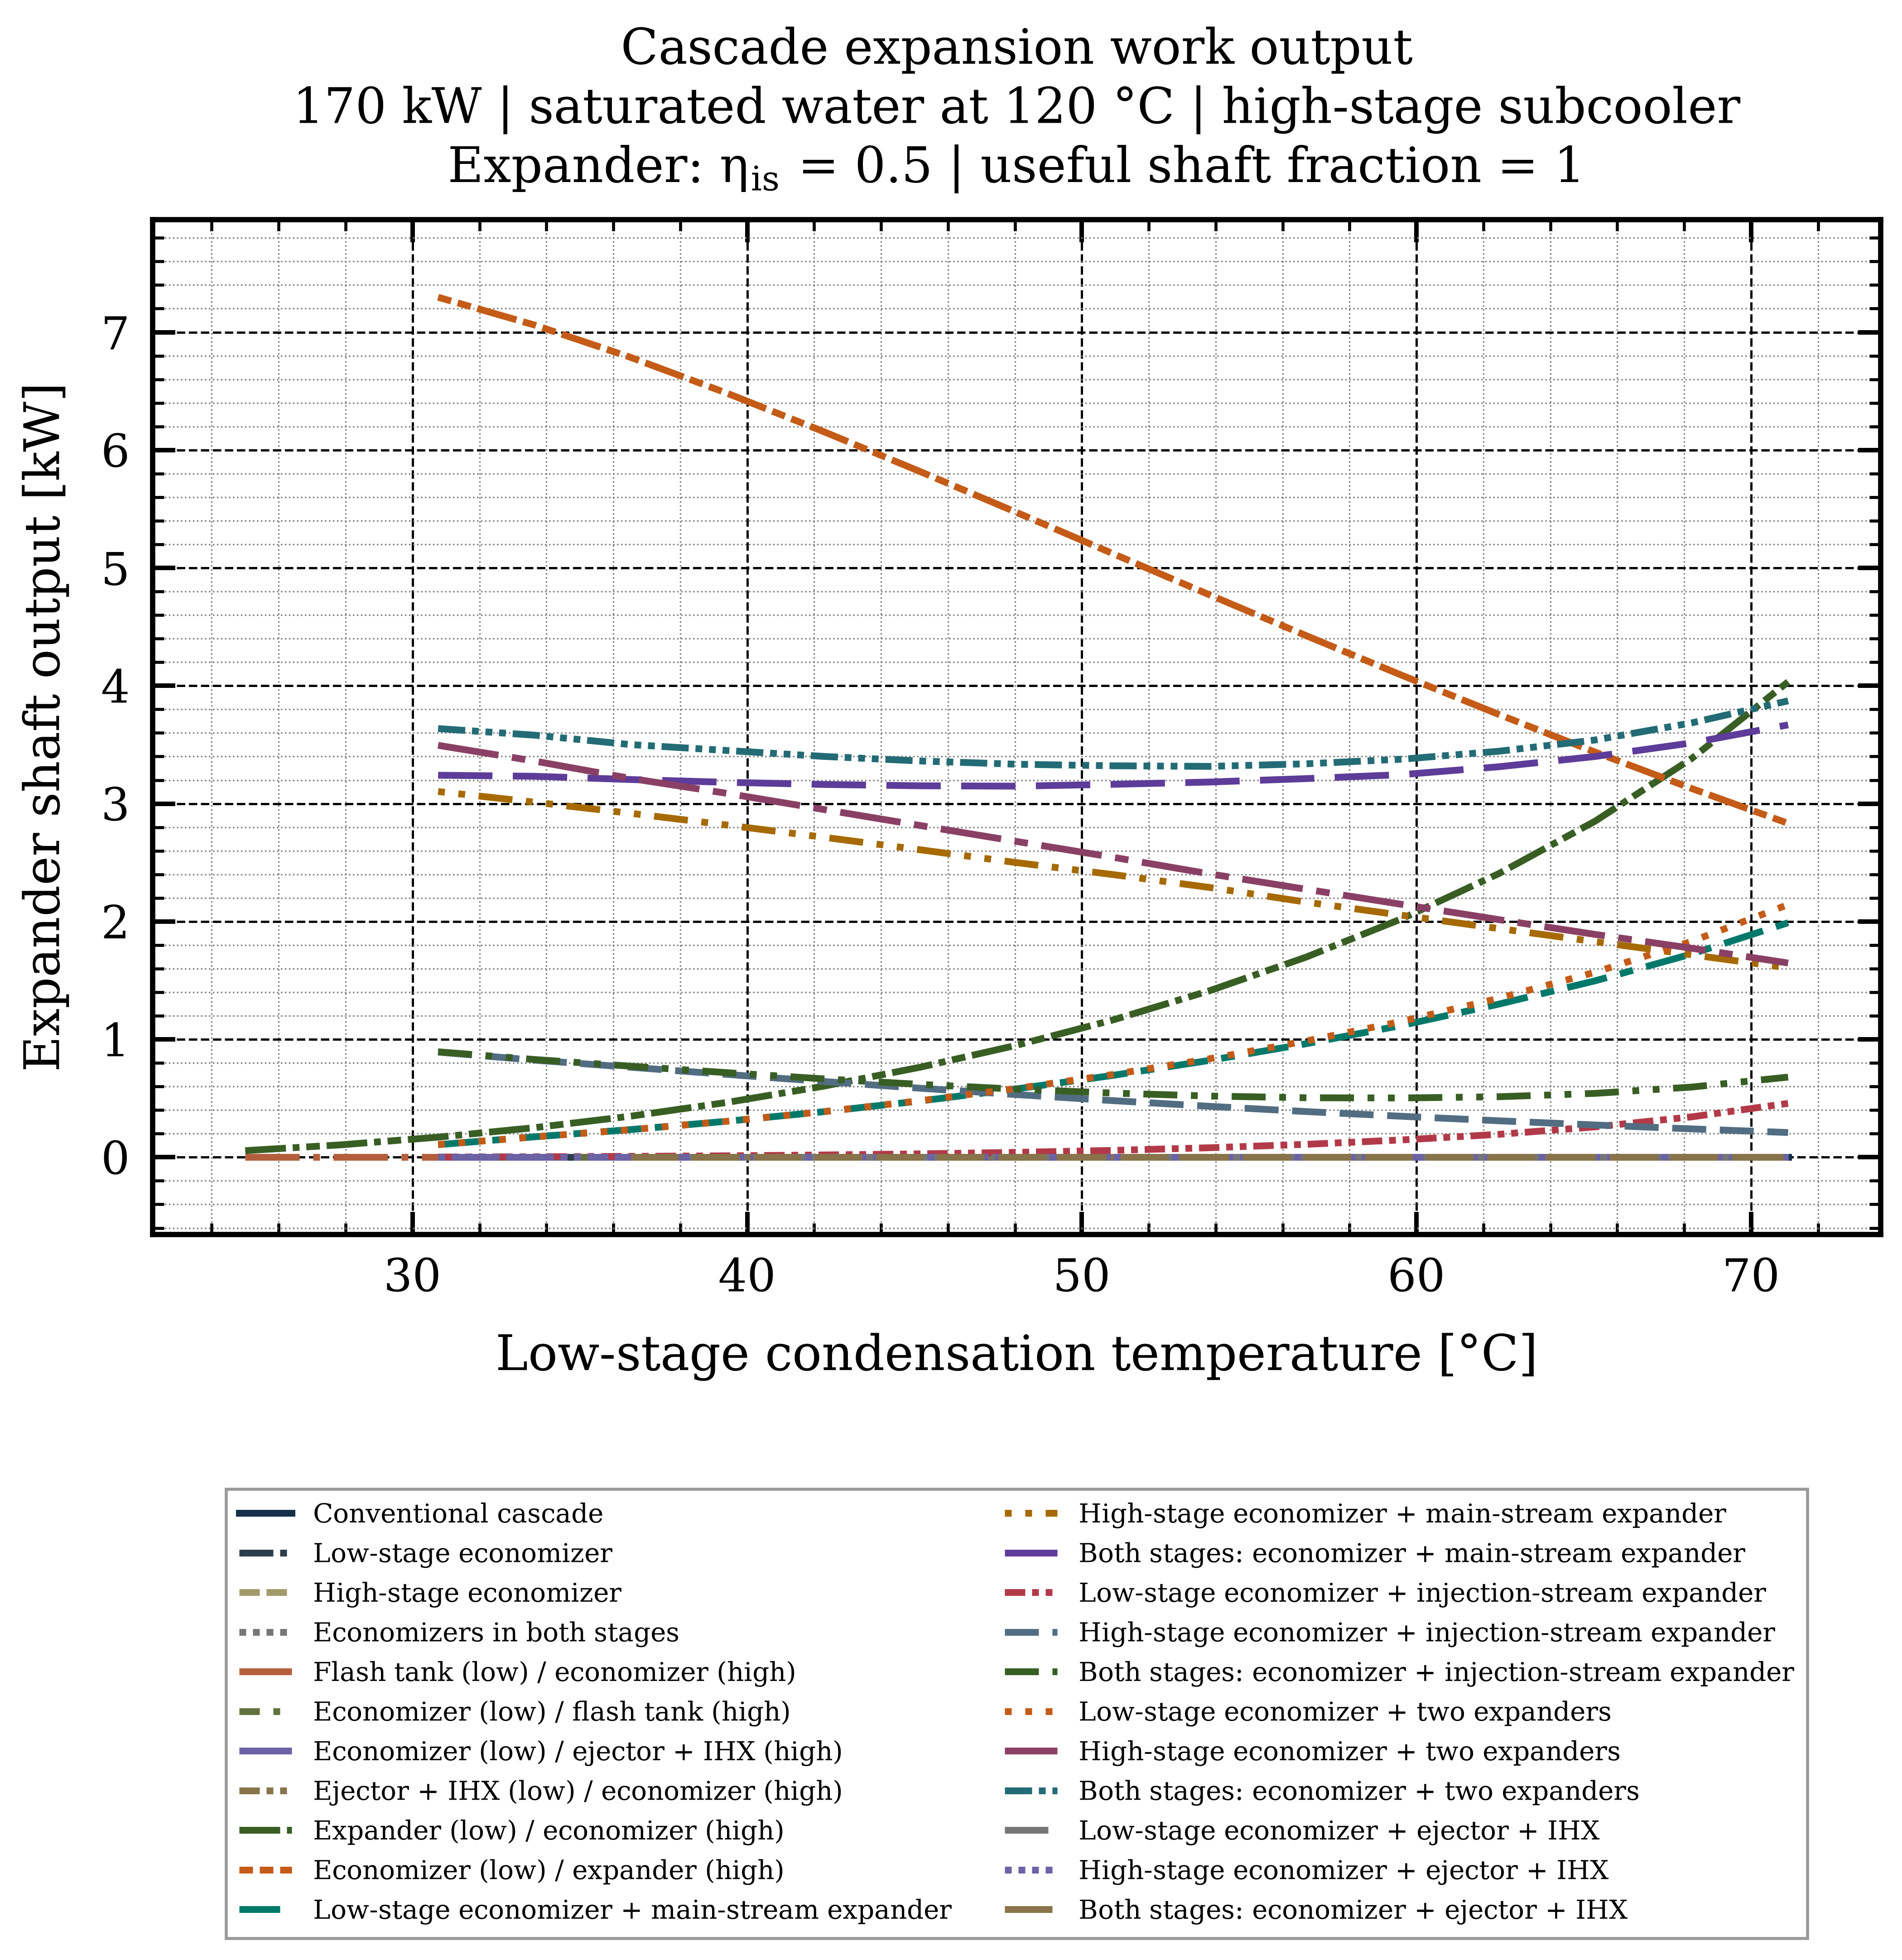 Cascade expansion work output
170 kW | saturated water at 120 °C | high-stage subcooler
Expander: ηis = 0.5 | useful shaft fraction = 1
Expander shaft output [kW]
7
6
5
4
3
2
1
0
30 40 50 60 70
Low-stage condensation temperature [°C]
Conventional cascade
Low-stage economizer
High-stage economizer
Economizers in both stages
Flash tank (low) / economizer (high)
Economizer (low) / flash tank (high)
Economizer (low) / ejector + IHX (high)
Ejector + IHX (low) / economizer (high)
Expander (low) / economizer (high)
Economizer (low) / expander (high)
Low-stage economizer + main-stream expander
High-stage economizer + main-stream expander
Both stages: economizer + main-stream expander
Low-stage economizer + injection-stream expander
High-stage economizer + injection-stream expander
Both stages: economizer + injection-stream expander
Low-stage economizer + two expanders
High-stage economizer + two expanders
Both stages: economizer + two expanders
Low-stage economizer + ejector + IHX
High-stage economizer + ejector + IHX
Both stages: economizer + ejector + IHX